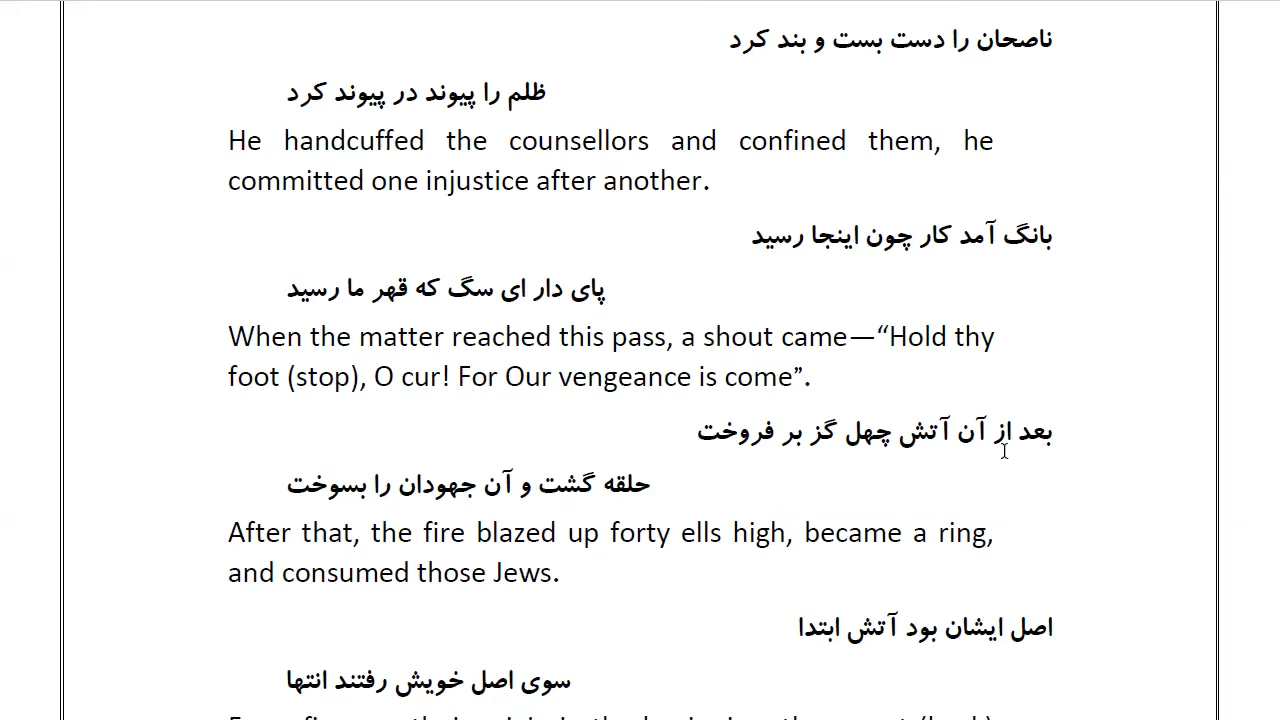 ناصحان را دست بست و بند کرد
ظلم را پیوند در پیوند کرد
He handcuffed the counsellors and confined them, he
committed one injustice after another.
بانگ آمد کار چون اینجا رسید
پای دار ای سگ که قهر ما رسید
When the matter reached this pass, a shout came—“Hold thy
foot (stop), O cur! For Our vengeance is come”.
بعد از آن آتش چهل گز بر فروخت
حلقه گشت و آن جهودان را بسوخت
After that, the fire blazed up forty ells high, became a ring,
and consumed those Jews.
اصل ایشان بود آتش ابتدا
سوی اصل خویش رفتند انتها